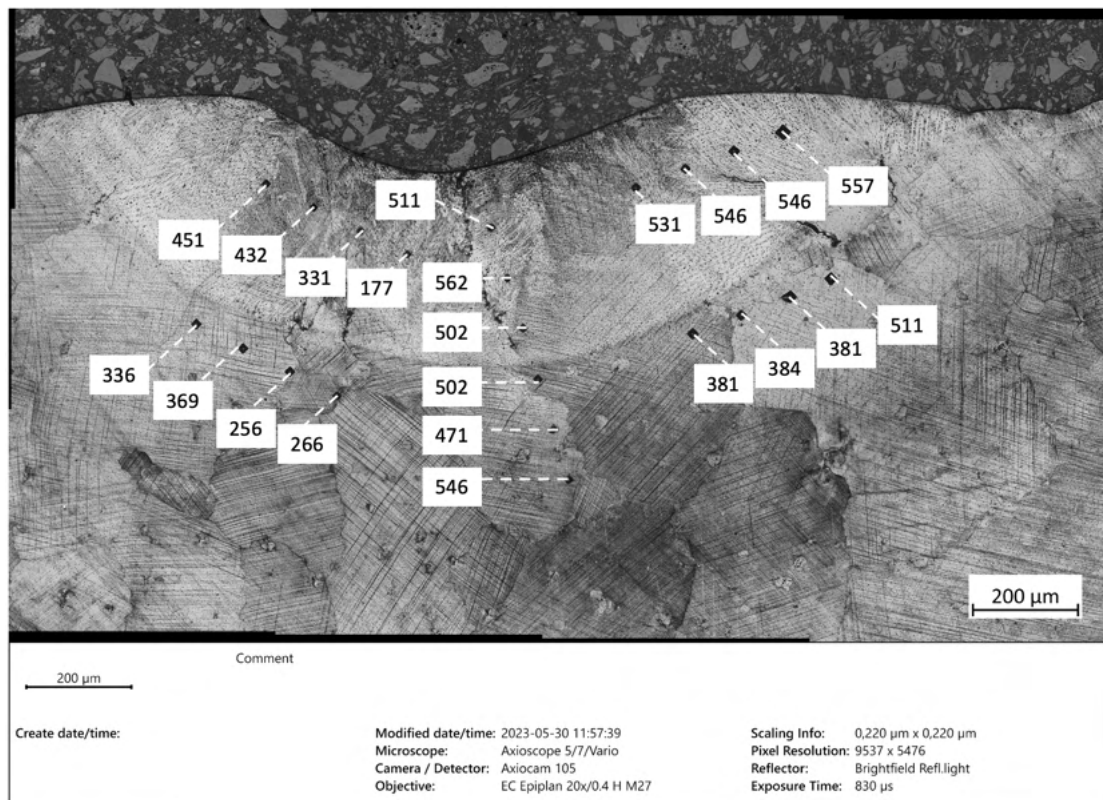 511
557
546
546
531
451
432
331
177
562
502
511
381
384
381
336
369
256
266
502
471
546
200 µm
Comment
200 µm
Create date/time:
Modified date/time: 2023-05-30 11:57:39
Microscope: Axioscope 5/7/Vario
Camera / Detector: Axiocam 105
Objective: EC Epiplan 20x/0.4 H M27
Scaling Info: 0,220 µm x 0,220 µm
Pixel Resolution: 9537 x 5476
Reflector: Brightfield Refl.light
Exposure Time: 830 µs